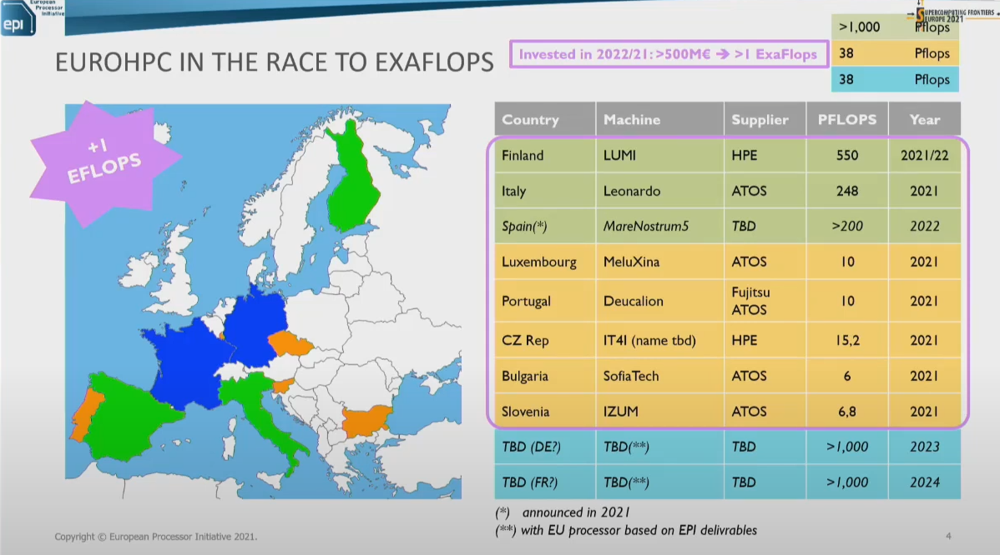 European
Processor
Initiative
epi
SUPERCOMPUTING FRONTIERS
EUROPE 2021
EUROHPC IN THE RACE TO EXAFLOPS
Invested in 2022/21: >500M€ ➔ >1 ExaFlops
>1,000 Pflops
38 Pflops
38 Pflops
+1
EFLOPS
Country Machine Supplier PFLOPS Year
Finland LUMI HPE 550 2021/22
Italy Leonardo ATOS 248 2021
Spain(*) MareNostrum5 TBD >200 2022
Luxembourg MeluXina ATOS 10 2021
Portugal Deucalion Fujitsu ATOS 10 2021
CZ Rep IT4I (name tbd) HPE 15,2 2021
Bulgaria SofiaTech ATOS 6 2021
Slovenia IZUM ATOS 6,8 2021
TBD (DE?) TBD(**) TBD >1,000 2023
TBD (FR?) TBD(**) TBD >1,000 2024
(*) announced in 2021
(**) with EU processor based on EPI delivrables
Copyright © European Processor Initiative 2021.
4